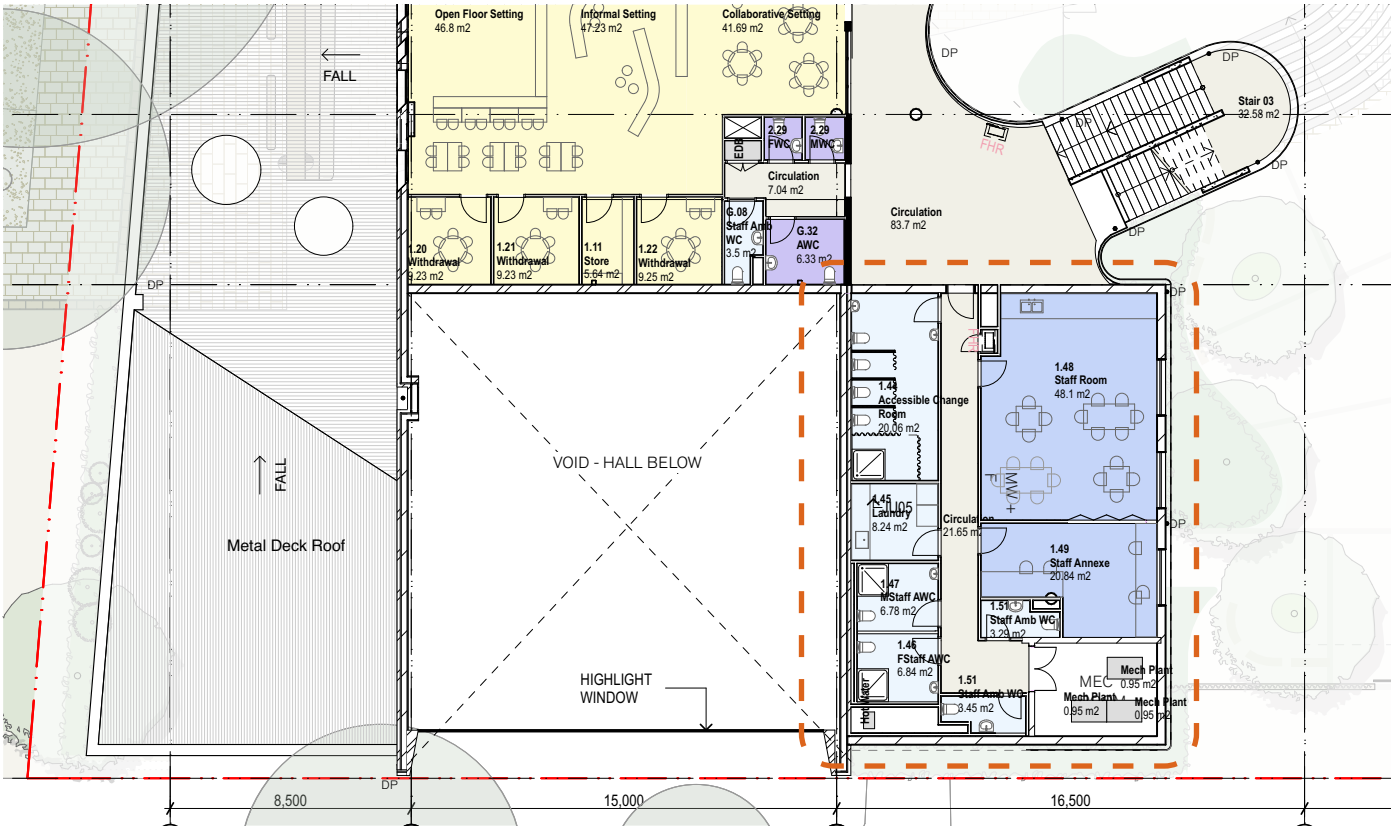 Open Floor Setting
46.8 m2
Informal Setting
47.23 m2
Collaborative Setting
41.69 m2
FALL
DP
DP
Stair 03
32.58 m2
DP
DP
DP
FHR
2.29
FWC
2.29
MWC
EDB
Circulation
7.04 m2
Circulation
83.7 m2
G.08
Staff Amb
WC
3.5 m2
G.32
AWC
6.33 m2
1.20
Withdrawal
9.23 m2
1.21
Withdrawal
9.23 m2
1.11
Store
5.64 m2
1.22
Withdrawal
9.25 m2
DP
DP
FHR
1.48
Staff Room
48.1 m2
1.44
Accessible Change
Room
20.06 m2
VOID - HALL BELOW
FALL
MW +
F
1.45
Laundry
8.24 m2
Circulation
21.65 m2
DP
Metal Deck Roof
1.49
Staff Annexe
20.84 m2
1.47
MStaff AWC
6.78 m2
1.51
Staff Amb WC
3.29 m2
1.46
FStaff AWC
6.84 m2
HIGHLIGHT
WINDOW
1.51
Staff Amb WC
3.45 m2
Hot Water
MEC
Mech Plant
0.95 m2
Mech Plant
0.95 m2
Mech Plant
0.95 m2
DP
8,500
15,000
16,500